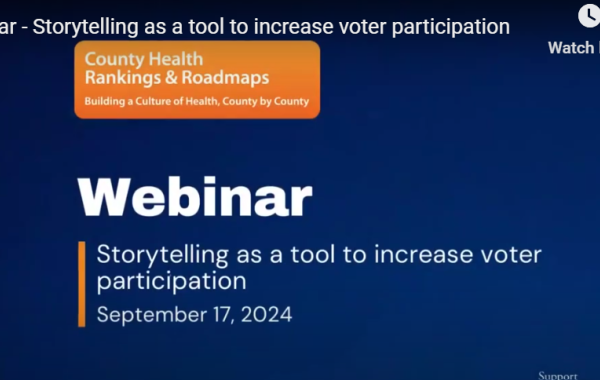 ar - Storytelling as a tool to increase voter participation
Watch
County Health
Rankings & Roadmaps
Building a Culture of Health, County by County
Webinar
Storytelling as a tool to increase voter
participation
September 17, 2024
Support